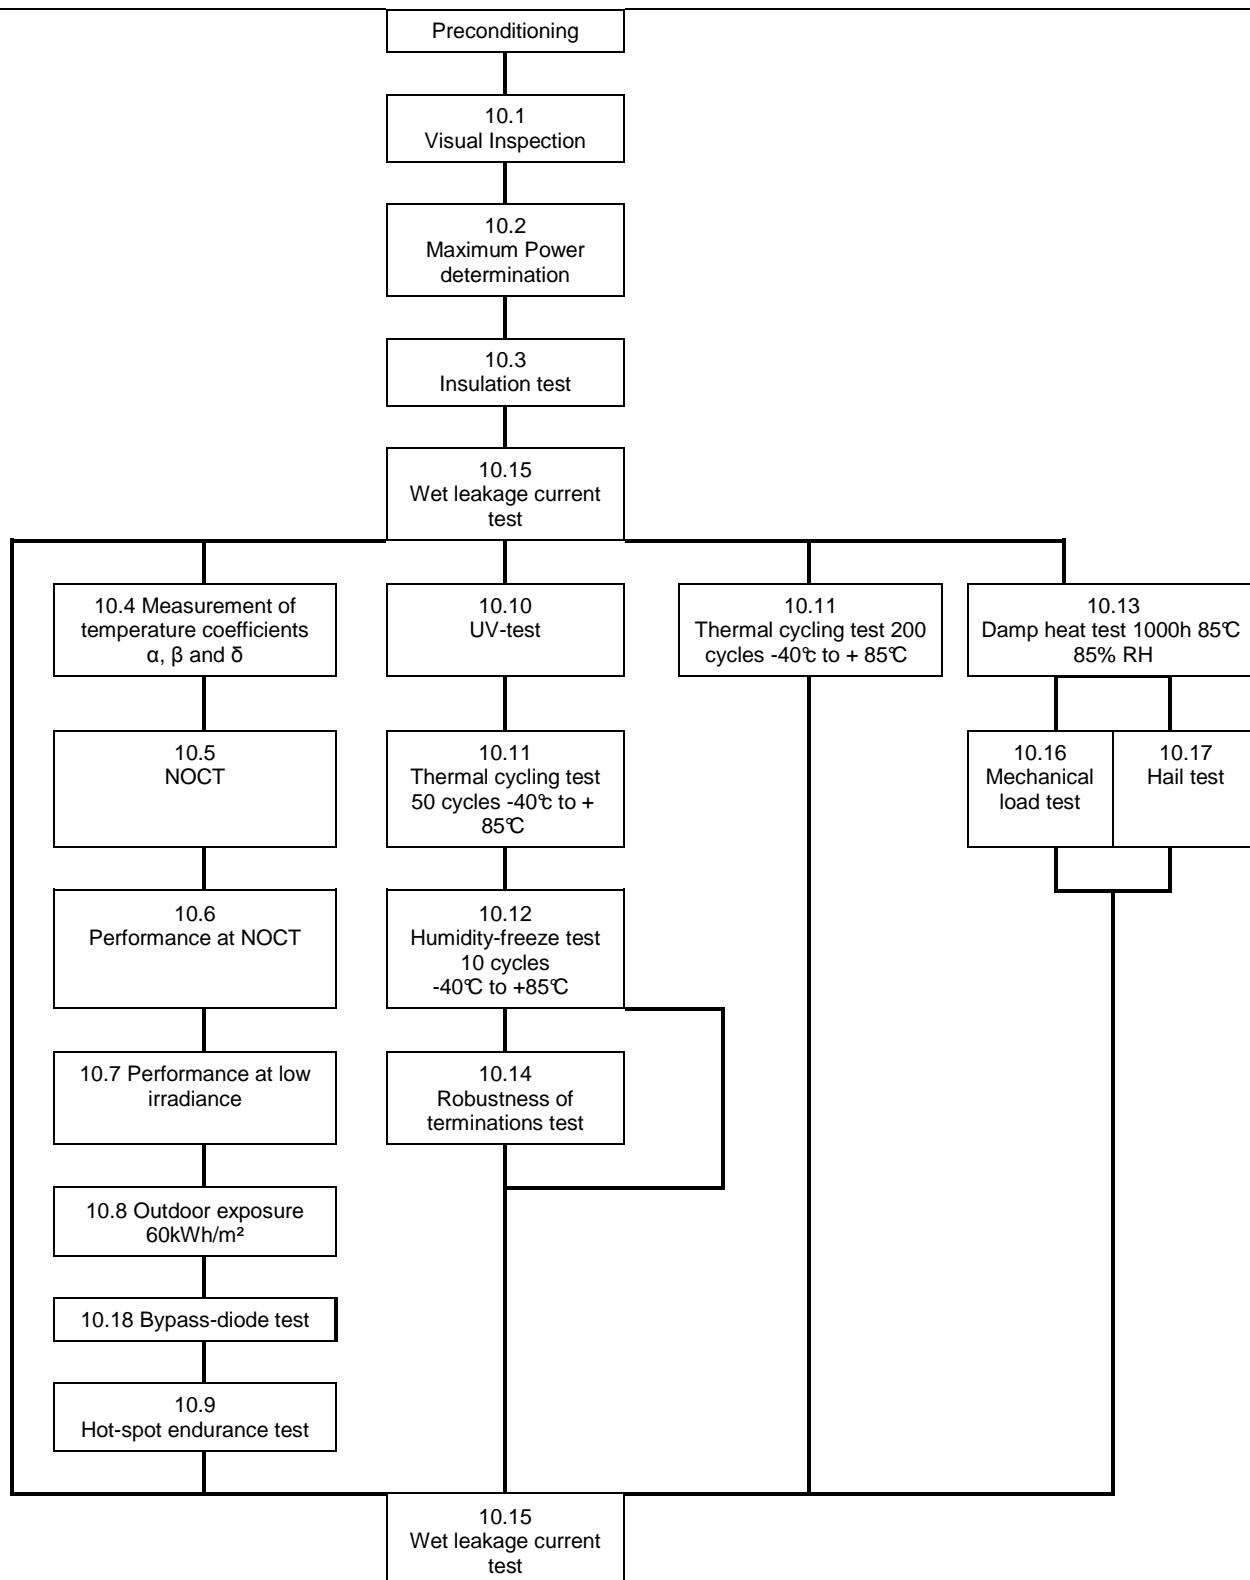 Preconditioning
10.1
Visual Inspection
10.2
Maximum Power
determination
10.3
Insulation test
10.15
Wet leakage current
test
10.4 Measurement of
temperature coefficients
α, β and δ
10.5
NOCT
10.6
Performance at NOCT
10.7 Performance at low
irradiance
10.8 Outdoor exposure
60kWh/m²
10.18 Bypass-diode test
10.9
Hot-spot endurance test
10.10
UV-test
10.11
Thermal cycling test
50 cycles -40°c to +
85°C
10.12
Humidity-freeze test
10 cycles
-40°C to +85°C
10.14
Robustness of
terminations test
10.11
Thermal cycling test 200
cycles -40°c to + 85°C
10.13
Damp heat test 1000h 85°C
85% RH
10.16
Mechanical
load test
10.17
Hail test
10.15
Wet leakage current
test